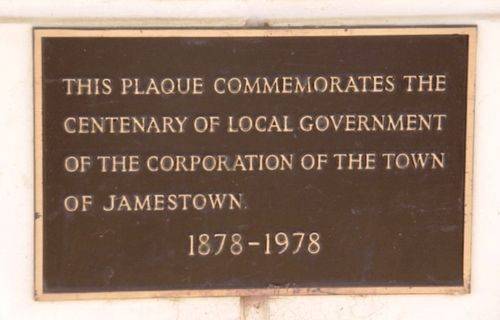 THIS PLAQUE COMMEMORATES THE
CENTENARY OF LOCAL GOVERNMENT
OF THE CORPORATION OF THE TOWN
OF JAMESTOWN.
1878-1978